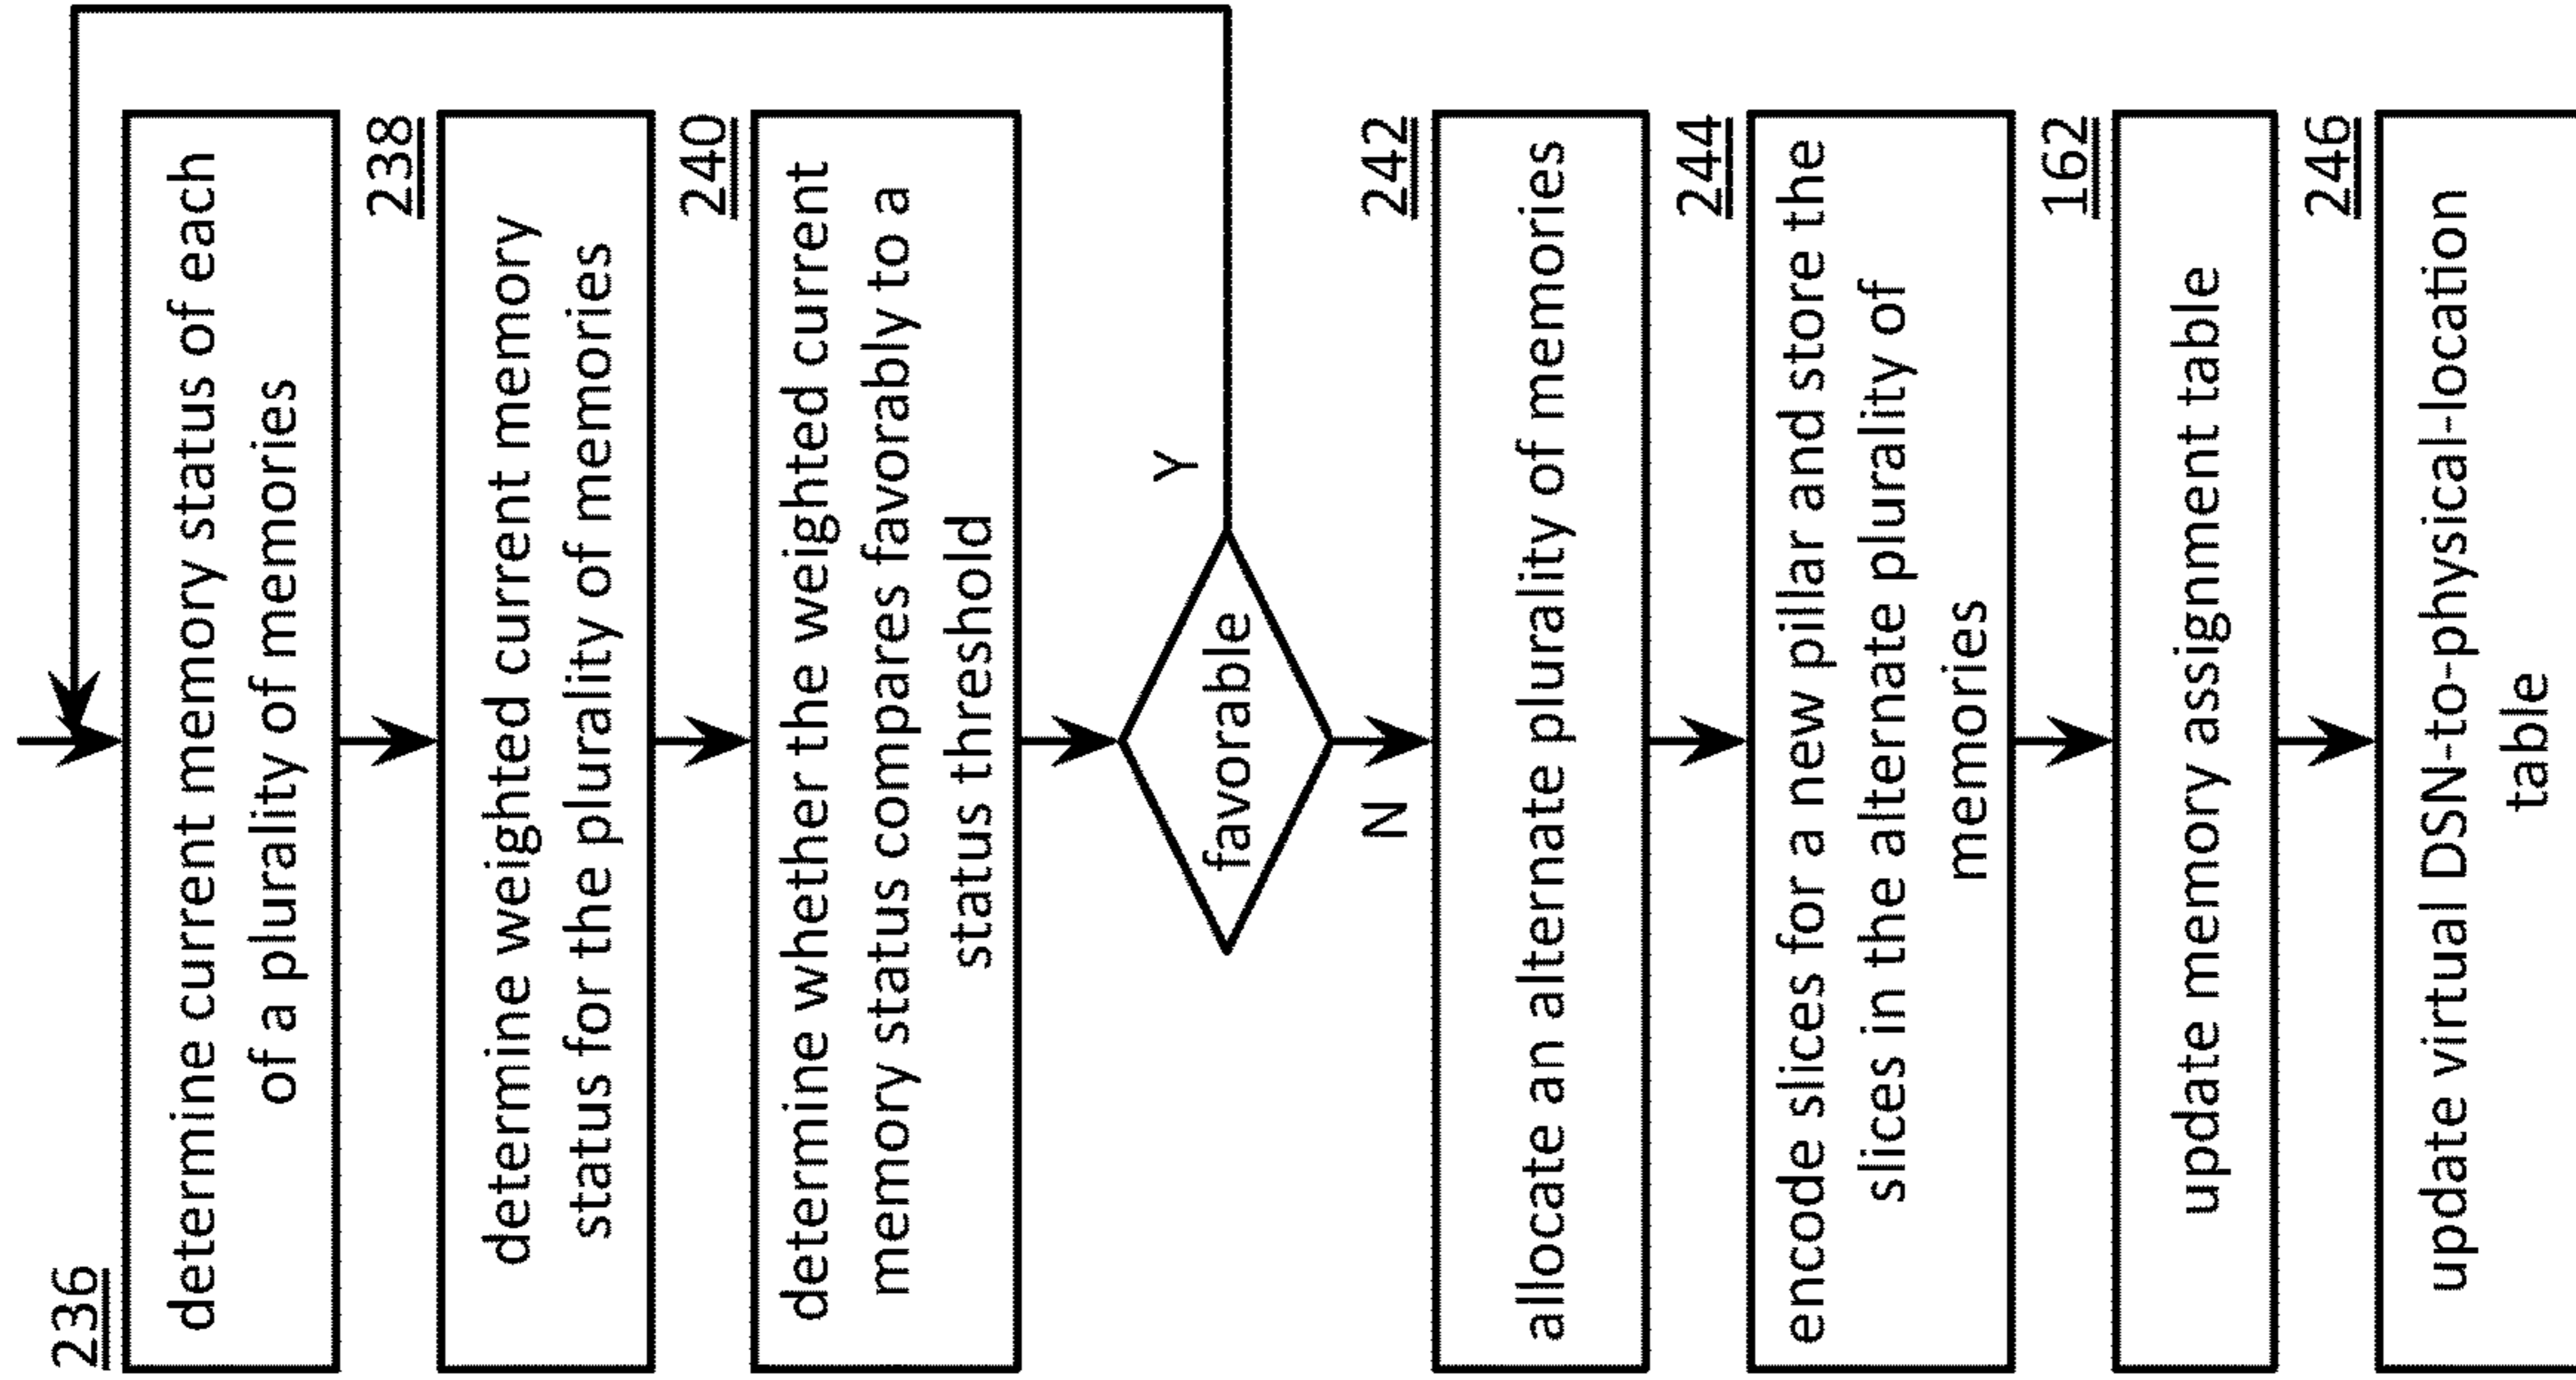 236
determine current memory status of each
of a plurality of memories
238
determine weighted current memory
status for the plurality of memories
240
determine whether the weighted current
memory status compares favorably to a
status threshold
favorable
Y
N
242
allocate an alternate plurality of memories
244
encode slices for a new pillar and store the
slices in the alternate plurality of
memories
162
update memory assignment table
246
update virtual DSN-to-physical-location
table